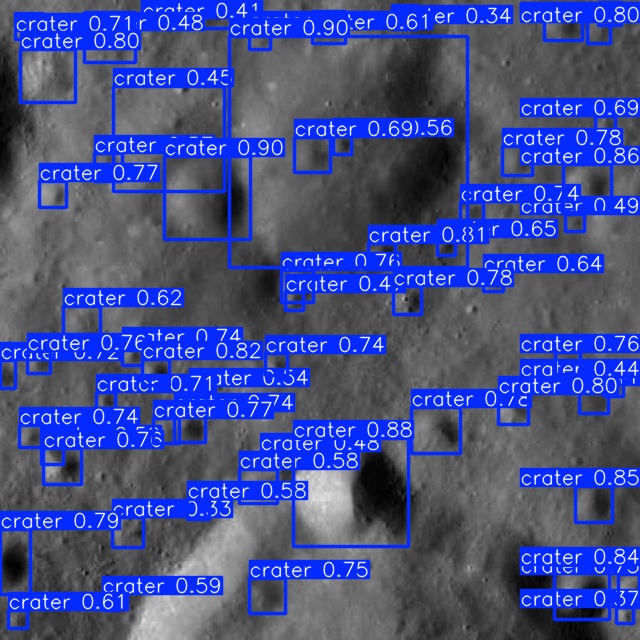 crater 0.41
crater 0.34
crater 0.80
crater 0.71
0.48
crater 0.90
0.61
crater 0.80
crater 0.45
crater 0.69
crater 0.69
0.56
crater 0.78
crater
crater 0.90
crater 0.86
crater 0.77
crater 0.74
crater 0.49
crater 0.81
0.65
crater 0.76
crater 0.64
crater 0.78
crater
crater 0.62
0.74
crater 0.76
crater 0.74
crater 0.76
crater 0.82
crater 0.44
crater 0.71
crater 0.80
0.74
crater 0.77
crater 0.74
crater 0.88
crater
crater 0.48
crater 0.58
crater 0.85
crater 0.58
0.33
crater 0.79
crater 0.84
crater 0.75
crater 0.59
crater 0.61
crater 0.37